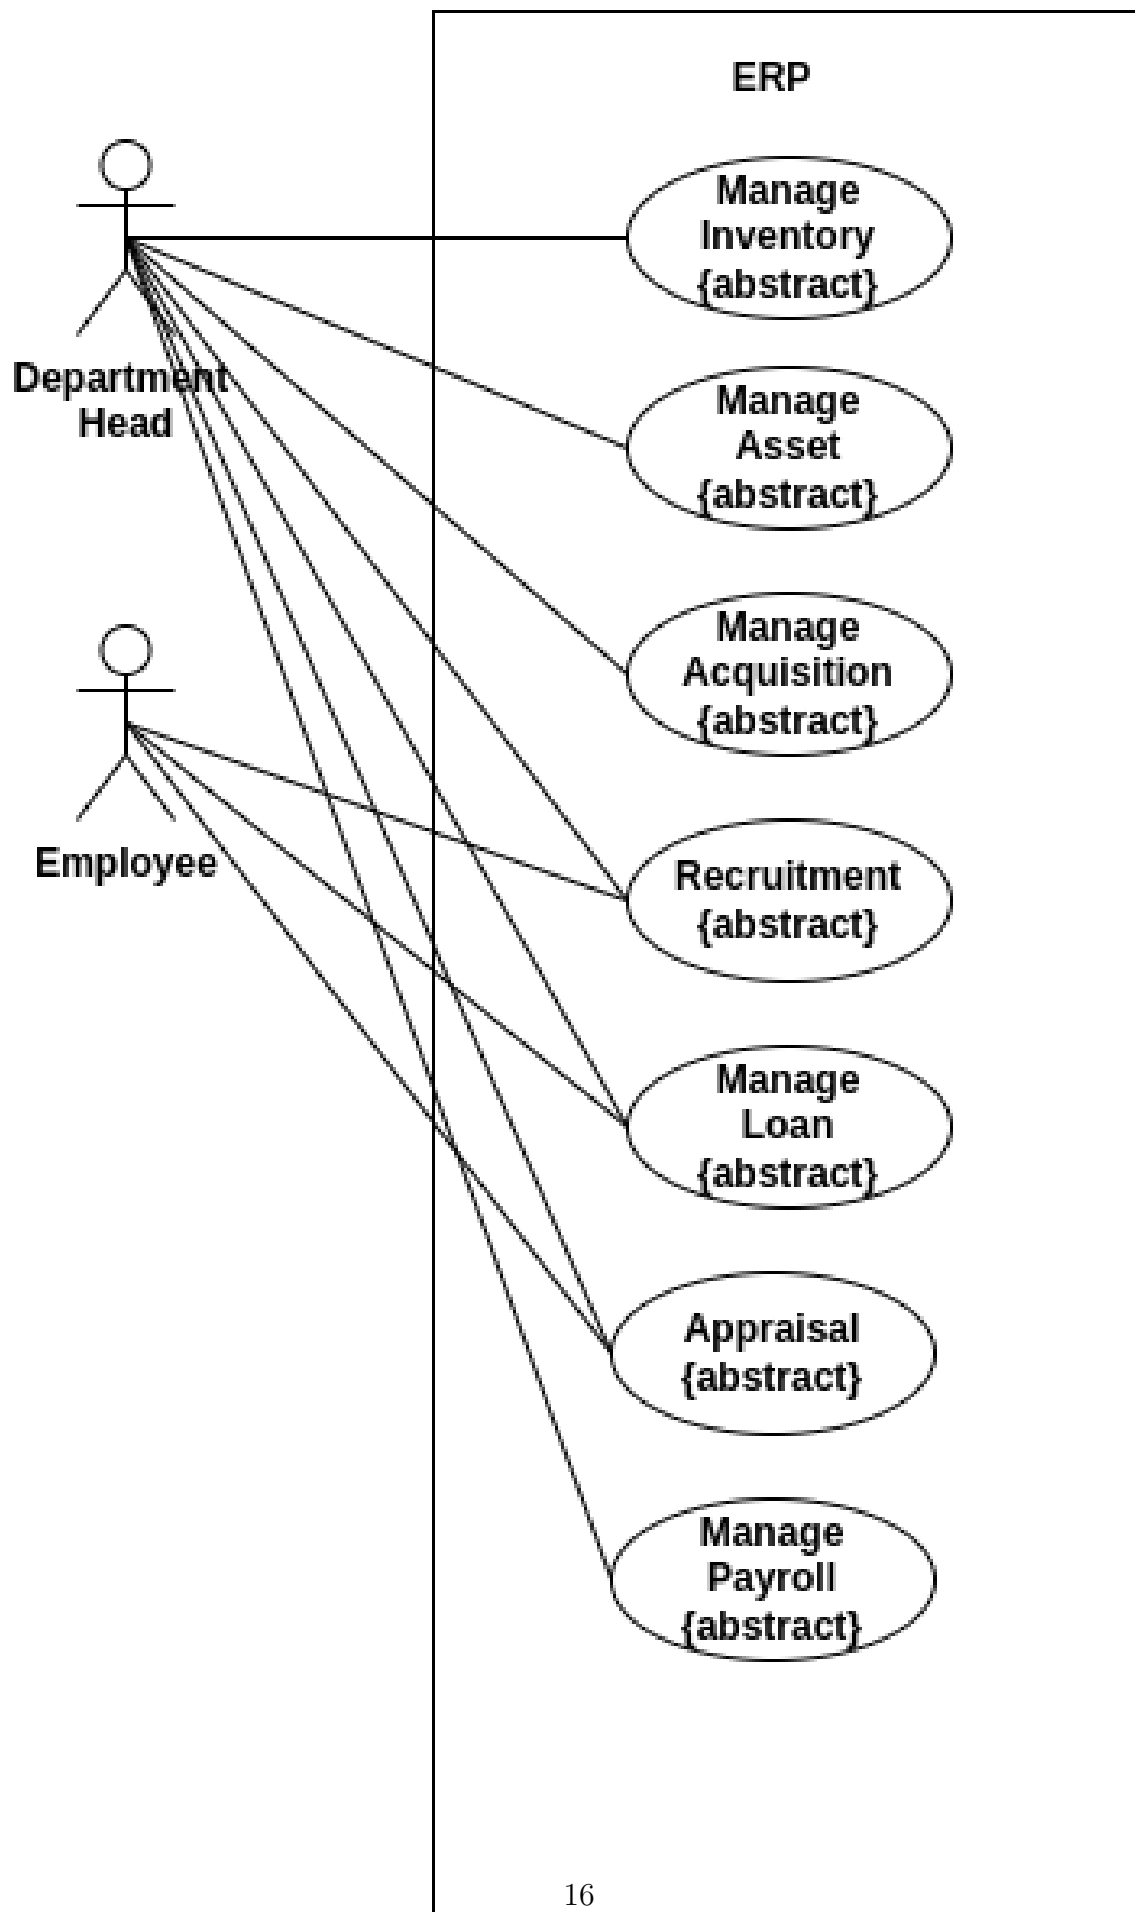 ERP
Manage
Inventory
{abstract}
Department
Head
Manage
Asset
{abstract}
Manage
Acquisition
{abstract}
Employee
Recruitment
{abstract}
Manage
Loan
{abstract}
Appraisal
{abstract}
Manage
Payroll
{abstract}
16